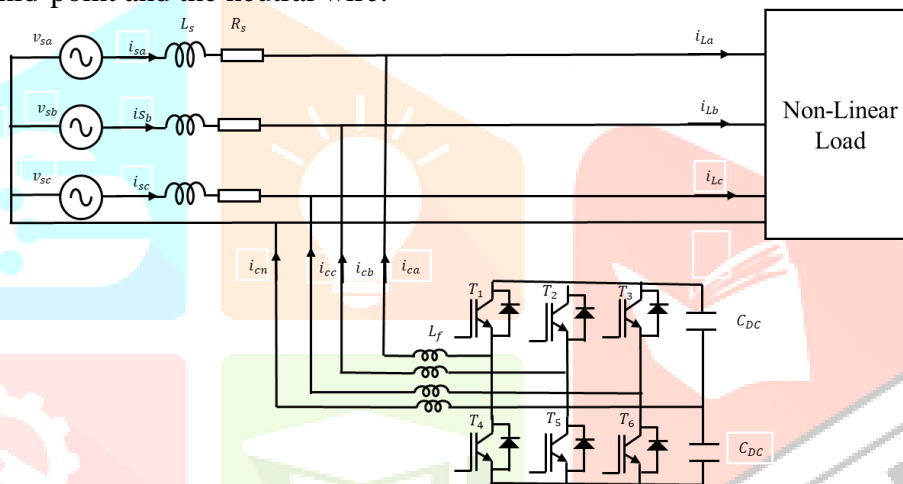 mid-point and the neutral wire.
L_s R_s
v_sa i_sa i_La
v_sb is_b i_Lb
Non-Linear
Load
v_sc i_sc i_Lc
i_cn i_cc i_cb i_ca
T_1 T_2 T_3
L_f C_DC
T_4 T_5 T_6
C_DC